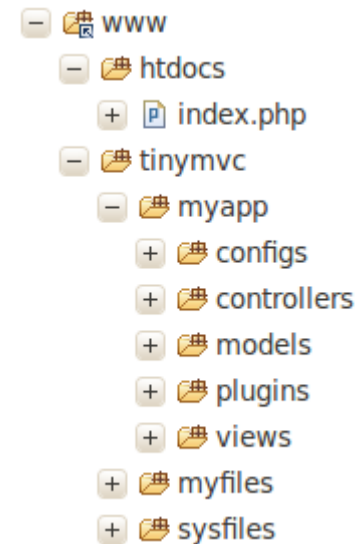 www
htdocs
index.php
tinymvc
myapp
configs
controllers
models
plugins
views
myfiles
sysfiles